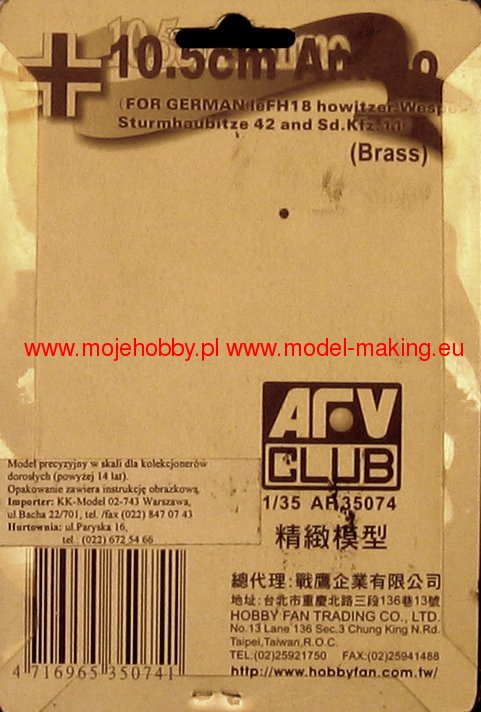 10.5cm
(FOR GERMAN leFH18 howitzer Wespe
Sturmhaubitze 42 and Sd.Kfz.
(Brass)
www.mojehobby.pl www.model-making.eu
AFV
CLUB
1/35 AR35074
精緻模型
Model precyzyjny w skali dla kolekcjonerów
dorosłych (powyżej 14 lat).
Opakowanie zawiera instrukcję obrazkową.
Importer: KK-Model 02-743 Warszawa,
ul.Bacha 22/701, tel. /fax (022) 847 07 43
Hurtownia: ul.Paryska 16,
tel.: (022) 672 54 66
4 716965 350741
總代理:戰鷹企業有限公司
地址:台北市重慶北路三段136巷13號
HOBBY FAN TRADING CO., LTD.
No.13 Lane 136 Sec.3 Chung King N.Rd.
Taipei,Taiwan,R.O.C.
TEL:(02)25921750 FAX:(02)25941488
http://www.hobbyfan.com.tw